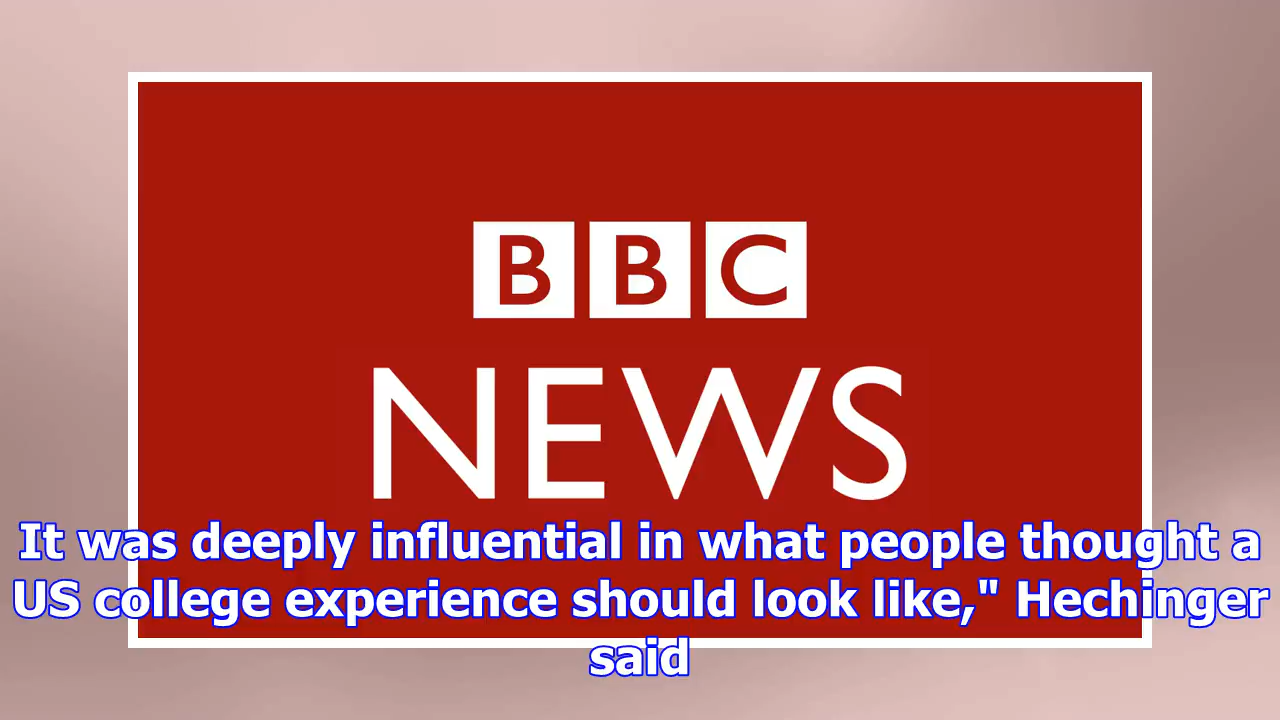 BBC
NEWS
It was deeply influential in what people thought a
US college experience should look like," Hechinger
said